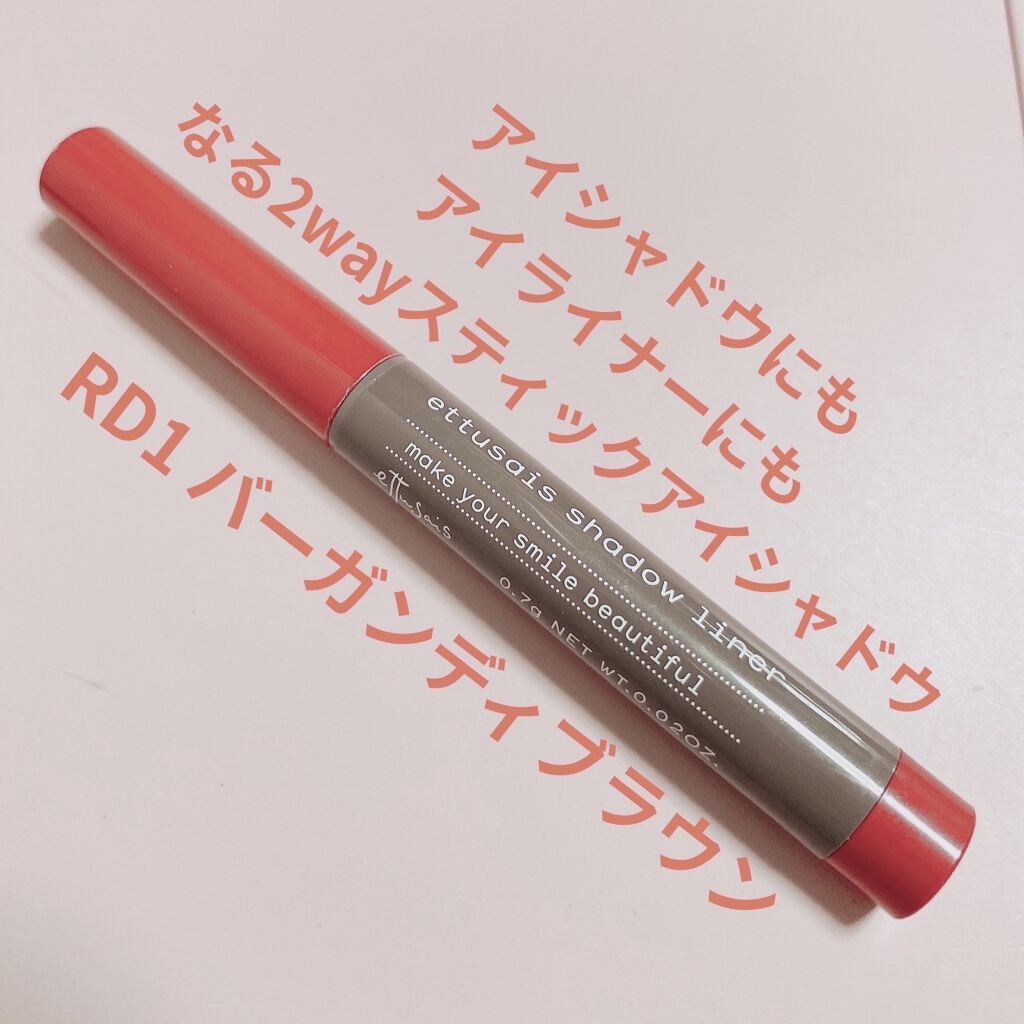 アイシャドウにも
アイライナーにも
なる2wayスティックアイシャドウ
ettusais shadow liner
make your smile beautiful
ettusais
0.7g NET WT.0.02OZ.
RD1 バーガンディブラウン